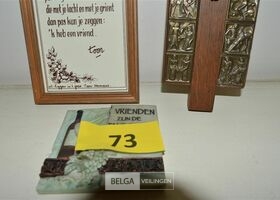 die met je lacht en met je grient
dan pas kun je zeggen:
'k heb een vriend..
Toon
VRIENDEN
ZIJN DE
73
BELGA VEILINGEN